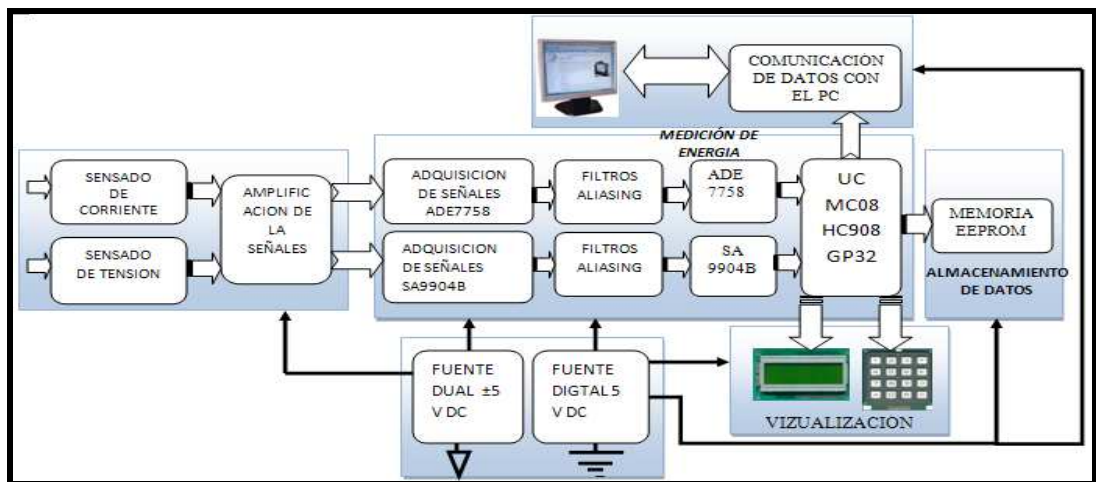 COMUNICACIÓN
DE DATOS CON
EL PC
MEDICIÓN DE
ENERGIA
SENSADO
DE
CORRIENTE
SENSADO
DE TENSION
AMPLIFIC
ACION DE
LA
SEÑALES
ADQUISICION
DE SEÑALES
ADE7758
FILTROS
ALIASING
ADE
7758
ADQUISICION
DE SEÑALES
SA9904B
FILTROS
ALIASING
SA
9904B
UC
MC08
HC908
GP32
MEMORIA
EEPROM
ALMACENAMIENTO
DE DATOS
FUENTE
DUAL ±5
V DC
FUENTE
DIGTAL 5
V DC
VIZUALIZACION